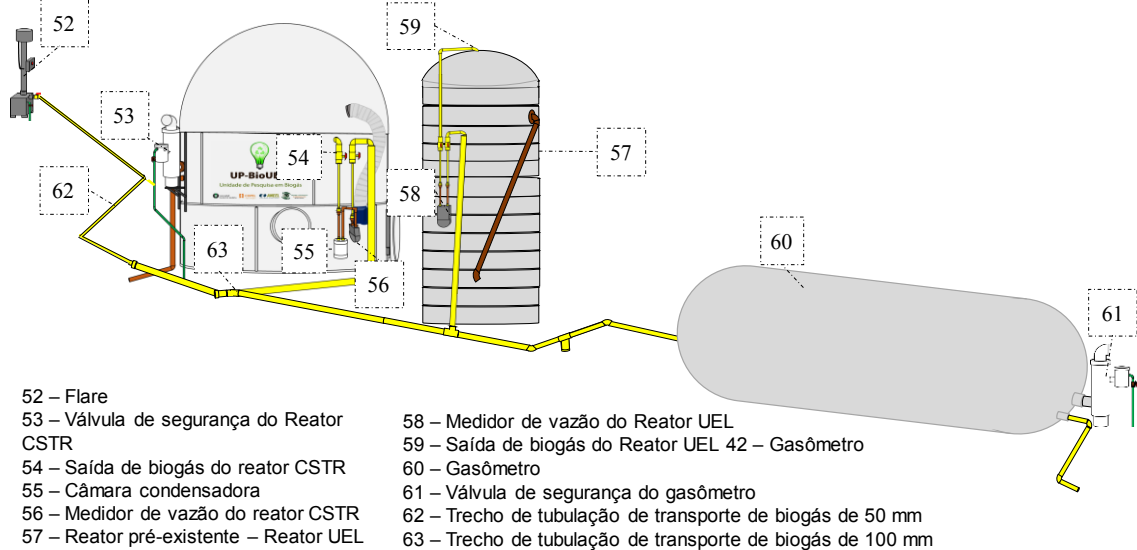 52
59
53
54
57
UP-BioUE
Unidade de Pesquisa em Biogás
62
58
63
55
56
60
61
52 – Flare
53 – Válvula de segurança do Reator
CSTR
54 – Saída de biogás do reator CSTR
55 – Câmara condensadora
56 – Medidor de vazão do reator CSTR
57 – Reator pré-existente – Reator UEL
58 – Medidor de vazão do Reator UEL
59 – Saída de biogás do Reator UEL 42 – Gasômetro
60 – Gasômetro
61 – Válvula de segurança do gasômetro
62 – Trecho de tubulação de transporte de biogás de 50 mm
63 – Trecho de tubulação de transporte de biogás de 100 mm